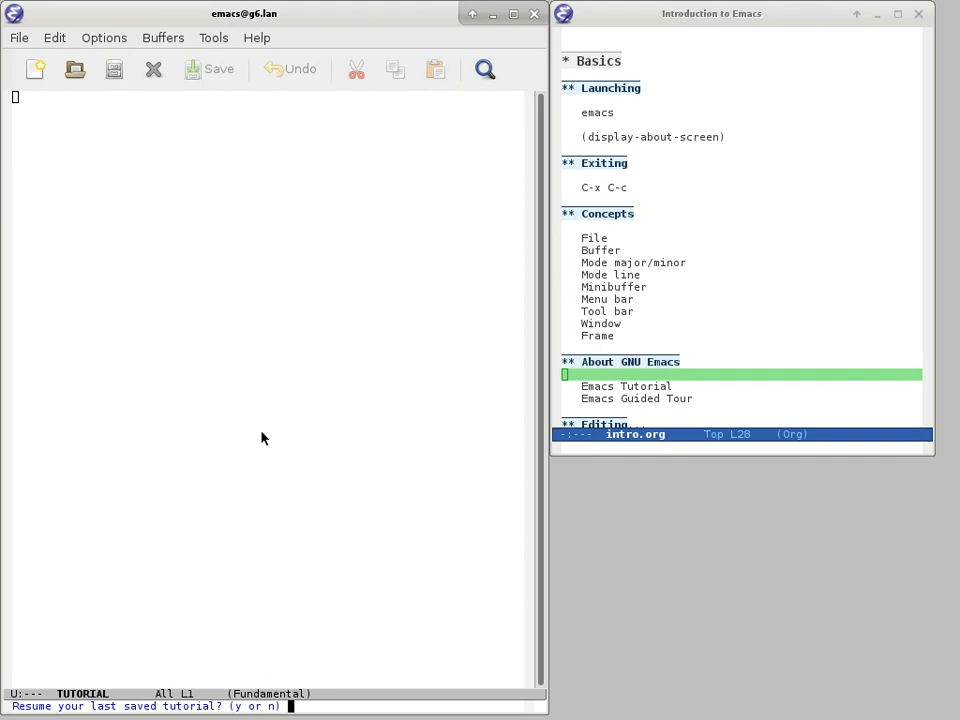 emacs@g6.lan
File Edit Options Buffers Tools Help
Save Undo
U:--- TUTORIAL All L1 (Fundamental)
Resume your last saved tutorial? (y or n)
Introduction to Emacs
* Basics
** Launching
emacs
(display-about-screen)
** Exiting
C-x C-c
** Concepts
File
Buffer
Mode major/minor
Mode line
Minibuffer
Menu bar
Tool bar
Window
Frame
** About GNU Emacs
Emacs Tutorial
Emacs Guided Tour
** Editing...
-:--- intro.org Top L28 (Org)